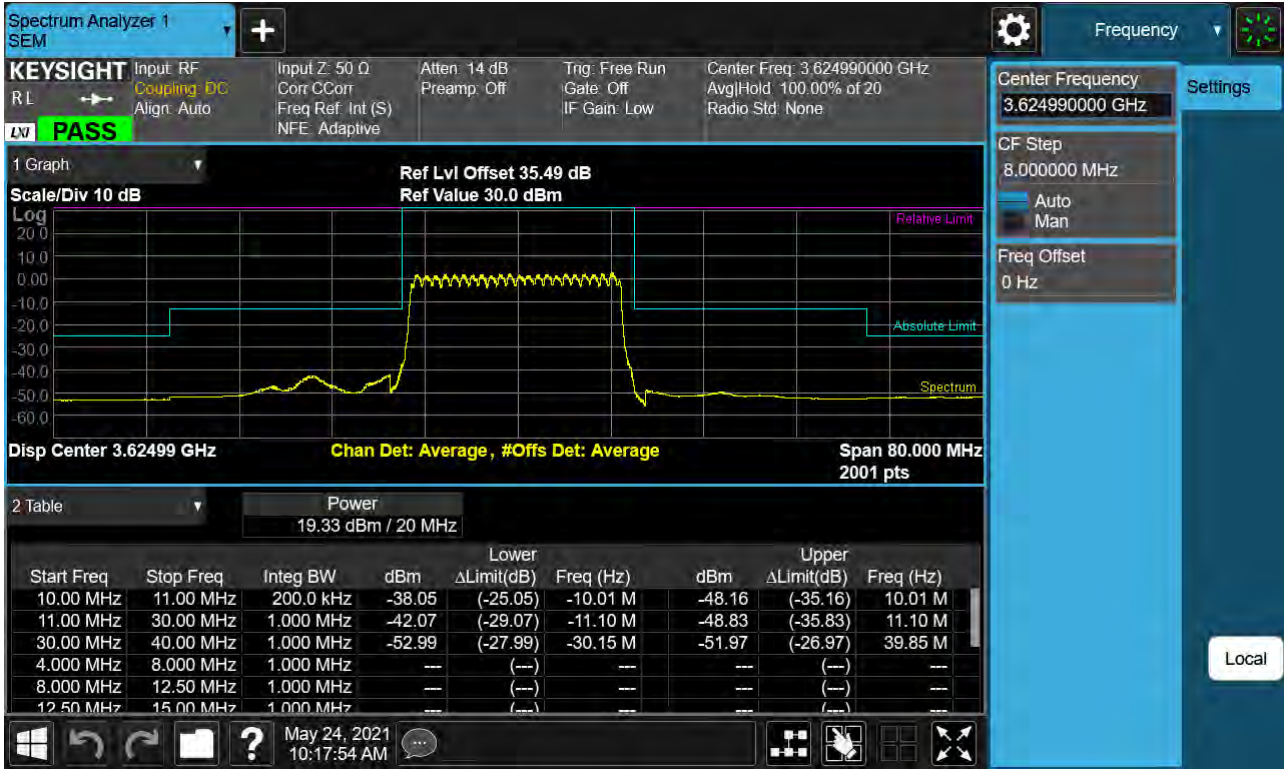 Spectrum Analyzer 1
SEM
Frequency
KEYSIGHT
R L
LXI
PASS
Input: RF
Coupling: DC
Align: Auto
Input Z: 50 Ω
Corr CCorr
Freq Ref: Int (S)
NFE: Adaptive
Atten: 14 dB
Preamp: Off
Trig: Free Run
Gate: Off
IF Gain: Low
Center Freq: 3.624990000 GHz
Avg|Hold: 100.00% of 20
Radio Std: None
Center Frequency
3.624990000 GHz
Settings
CF Step
8.000000 MHz
Auto
Man
Freq Offset
0 Hz
1 Graph
Scale/Div 10 dB
Ref Lvl Offset 35.49 dB
Ref Value 30.0 dBm
Log
20.0
10.0
0.00
-10.0
-20.0
-30.0
-40.0
-50.0
-60.0
Relative Limit
Absolute Limit
Spectrum
Disp Center 3.62499 GHz
Chan Det: Average, #Offs Det: Average
Span 80.000 MHz
2001 pts
2 Table
Power
19.33 dBm / 20 MHz
Lower Upper
Start Freq Stop Freq Integ BW dBm ΔLimit(dB) Freq (Hz) dBm ΔLimit(dB) Freq (Hz)
10.00 MHz 11.00 MHz 200.0 kHz -38.05 (-25.05) -10.01 M -48.16 (-35.16) 10.01 M
11.00 MHz 30.00 MHz 1.000 MHz -42.07 (-29.07) -11.10 M -48.83 (-35.83) 11.10 M
30.00 MHz 40.00 MHz 1.000 MHz -52.99 (-27.99) -30.15 M -51.97 (-26.97) 39.85 M
4.000 MHz 8.000 MHz 1.000 MHz --- (---) --- --- (---) ---
8.000 MHz 12.50 MHz 1.000 MHz --- (---) --- --- (---) ---
12.50 MHz 15.00 MHz 1.000 MHz --- (---) --- --- (---) ---
Local
May 24, 2021
10:17:54 AM